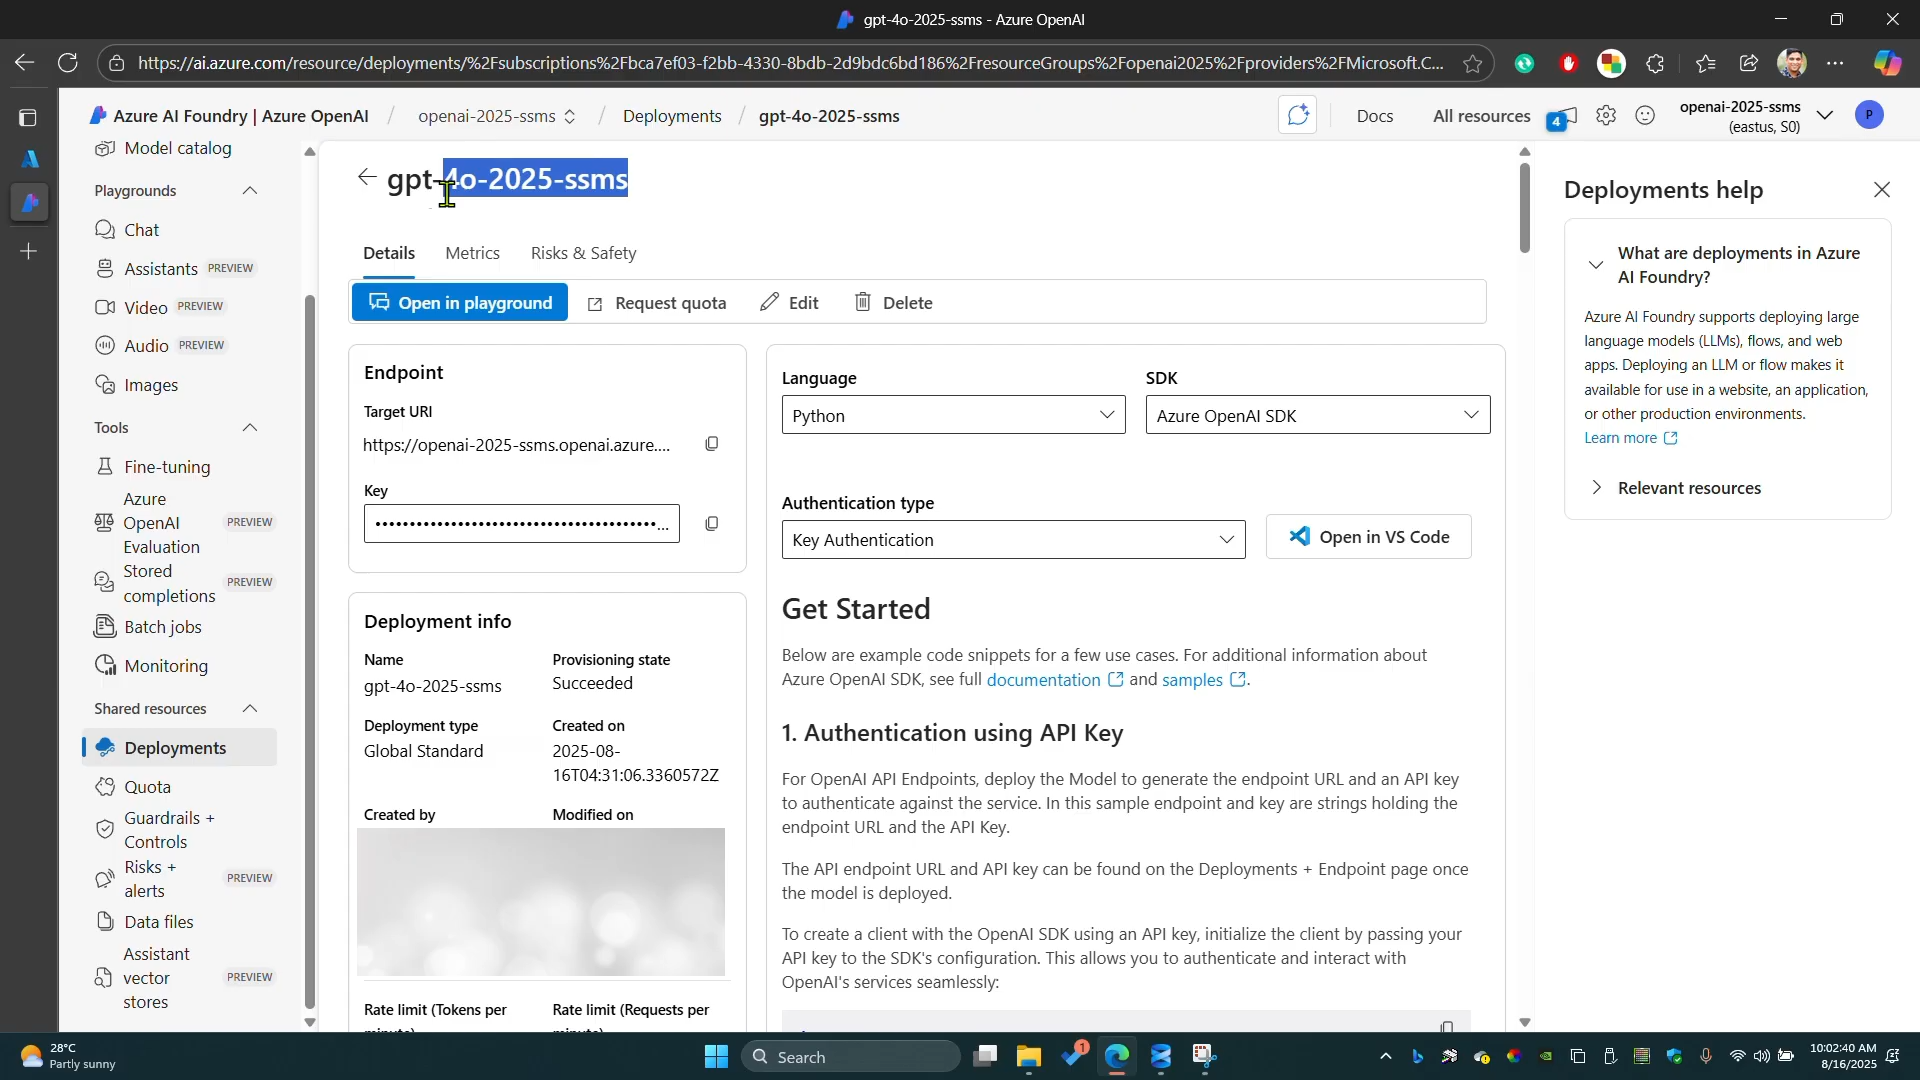 gpt-4o-2025-ssms - Azure OpenAI
https://ai.azure.com/resource/deployments/%2Fsubscriptions%2Fbca7ef03-f2bb-4330-8bdb-2d9bdc6bd186%2FresourceGroups%2Fopenai2025%2Fproviders%2FMicrosoft.C...
Azure AI Foundry | Azure OpenAI / openai-2025-ssms / Deployments / gpt-4o-2025-ssms
Docs
All resources
4
openai-2025-ssms
(eastus, S0)
P
Model catalog
Playgrounds
Chat
Assistants PREVIEW
Video PREVIEW
Audio PREVIEW
Images
Tools
Fine-tuning
Azure
OpenAI PREVIEW
Evaluation
Stored
completions PREVIEW
Batch jobs
Monitoring
Shared resources
Deployments
Quota
Guardrails +
Controls
Risks +
alerts PREVIEW
Data files
Assistant
vector PREVIEW
stores
gpt-4o-2025-ssms
Details Metrics Risks & Safety
Open in playground Request quota Edit Delete
Endpoint
Target URI
https://openai-2025-ssms.openai.azure....
Key
••••••••••••••••••••••••••••••••••••••••...
Deployment info
Name
gpt-4o-2025-ssms
Provisioning state
Succeeded
Deployment type
Global Standard
Created on
2025-08-
16T04:31:06.3360572Z
Created by
Modified on
Rate limit (Tokens per
Rate limit (Requests per
Language
Python
SDK
Azure OpenAI SDK
Authentication type
Key Authentication
Open in VS Code
Get Started
Below are example code snippets for a few use cases. For additional information about
Azure OpenAI SDK, see full documentation and samples .
1. Authentication using API Key
For OpenAI API Endpoints, deploy the Model to generate the endpoint URL and an API key
to authenticate against the service. In this sample endpoint and key are strings holding the
endpoint URL and the API Key.
The API endpoint URL and API key can be found on the Deployments + Endpoint page once
the model is deployed.
To create a client with the OpenAI SDK using an API key, initialize the client by passing your
API key to the SDK's configuration. This allows you to authenticate and interact with
OpenAI's services seamlessly:
Deployments help
What are deployments in Azure
AI Foundry?
Azure AI Foundry supports deploying large
language models (LLMs), flows, and web
apps. Deploying an LLM or flow makes it
available for use in a website, an application,
or other production environments.
Learn more
Relevant resources
28°C
Partly sunny
Search
1
10:02:40 AM
8/16/2025